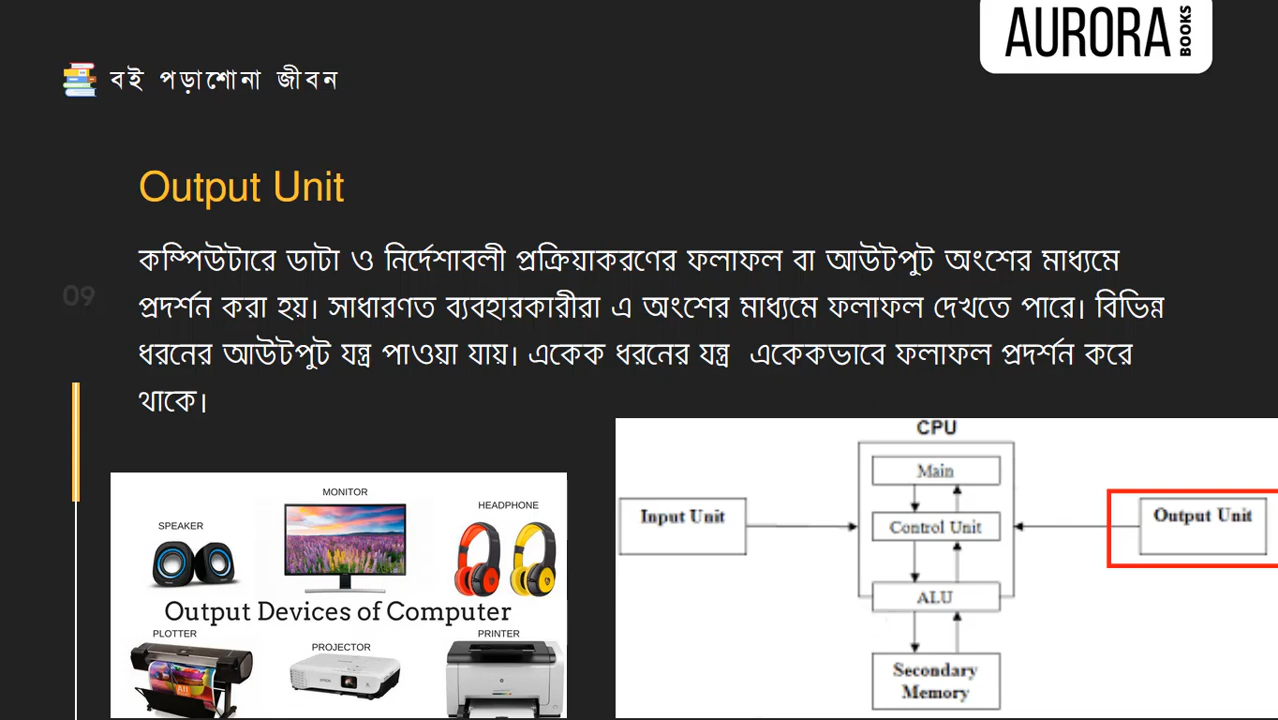 AURORA BOOKS
বই পড়াশোনা জীবন
Output Unit
কম্পিউটারে ডাটা ও নির্দেশাবলী প্রক্রিয়াকরণের ফলাফল বা আউটপুট অংশের মাধ্যমে
প্রদর্শন করা হয়। সাধারণত ব্যবহারকারীরা এ অংশের মাধ্যমে ফলাফল দেখতে পারে। বিভিন্ন
ধরনের আউটপুট যন্ত্র পাওয়া যায়। একেক ধরনের যন্ত্র একেকভাবে ফলাফল প্রদর্শন করে
থাকে।
09
MONITOR
SPEAKER
HEADPHONE
Output Devices of Computer
PLOTTER
PROJECTOR
PRINTER
CPU
Main
Input Unit
Control Unit
Output Unit
ALU
Secondary
Memory